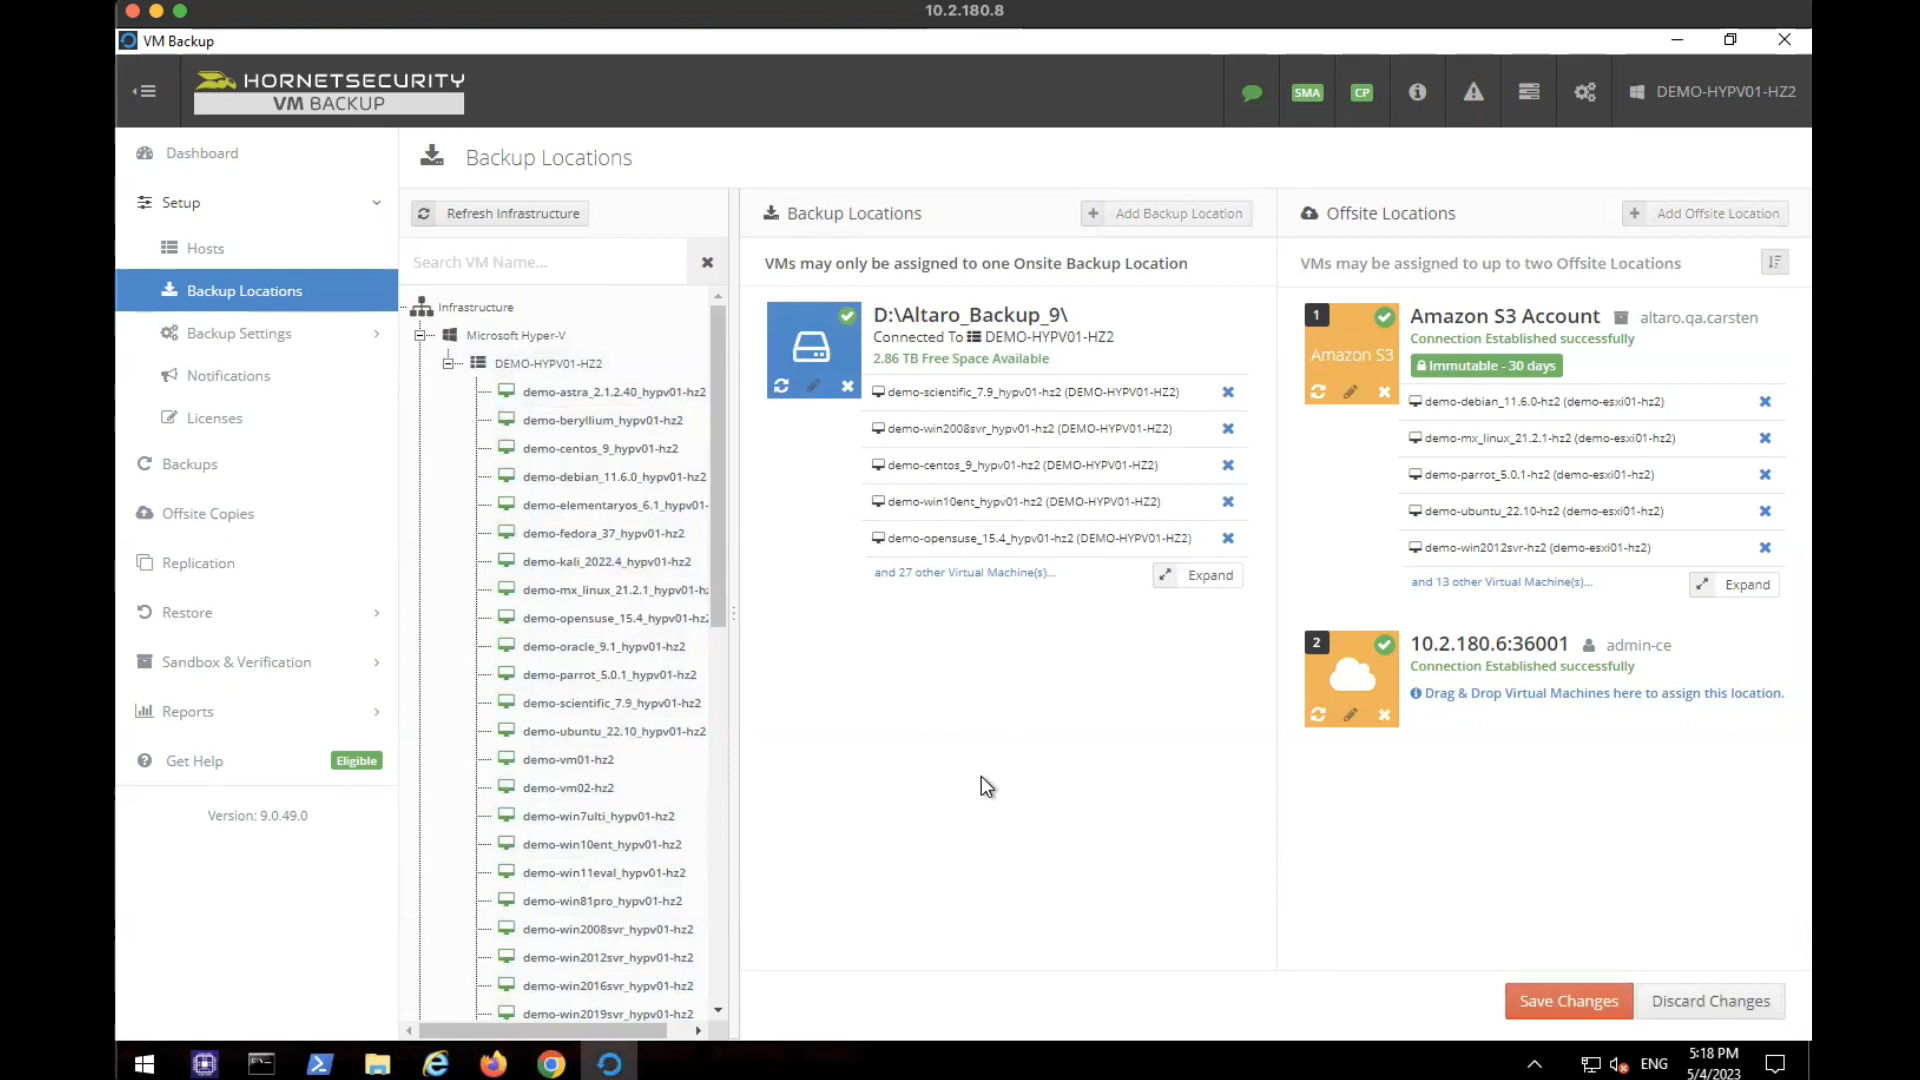 10.2.180.8
VM Backup
HORNETSECURITY
VM BACKUP
SMA
CP
DEMO-HYPV01-HZ2
Dashboard
Setup
Hosts
Backup Locations
Backup Settings
Notifications
Licenses
Backups
Offsite Copies
Replication
Restore
Sandbox & Verification
Reports
Get Help
Eligible
Version: 9.0.49.0
Backup Locations
Refresh Infrastructure
Search VM Name...
Infrastructure
Microsoft Hyper-V
DEMO-HYPV01-HZ2
demo-astra_2.1.2.40_hypv01-hz2
demo-beryllium_hypv01-hz2
demo-centos_9_hypv01-hz2
demo-debian_11.6.0_hypv01-hz2
demo-elementaryos_6.1_hypv01-
demo-fedora_37_hypv01-hz2
demo-kali_2022.4_hypv01-hz2
demo-mx_linux_21.2.1_hypv01-h
demo-opensuse_15.4_hypv01-hz
demo-oracle_9.1_hypv01-hz2
demo-parrot_5.0.1_hypv01-hz2
demo-scientific_7.9_hypv01-hz2
demo-ubuntu_22.10_hypv01-hz2
demo-vm01-hz2
demo-vm02-hz2
demo-win7ulti_hypv01-hz2
demo-win10ent_hypv01-hz2
demo-win11eval_hypv01-hz2
demo-win81pro_hypv01-hz2
demo-win2008svr_hypv01-hz2
demo-win2012svr_hypv01-hz2
demo-win2016svr_hypv01-hz2
demo-win2019svr_hypv01-hz2
Backup Locations
Add Backup Location
VMs may only be assigned to one Onsite Backup Location
D:\Altaro_Backup_9\
Connected To DEMO-HYPV01-HZ2
2.86 TB Free Space Available
demo-scientific_7.9_hypv01-hz2 (DEMO-HYPV01-HZ2)
demo-win2008svr_hypv01-hz2 (DEMO-HYPV01-HZ2)
demo-centos_9_hypv01-hz2 (DEMO-HYPV01-HZ2)
demo-win10ent_hypv01-hz2 (DEMO-HYPV01-HZ2)
demo-opensuse_15.4_hypv01-hz2 (DEMO-HYPV01-HZ2)
and 27 other Virtual Machine(s)...
Expand
Offsite Locations
Add Offsite Location
VMs may be assigned to up to two Offsite Locations
1
Amazon S3
Amazon S3 Account altaro.qa.carsten
Connection Established successfully
Immutable - 30 days
demo-debian_11.6.0-hz2 (demo-esxi01-hz2)
demo-mx_linux_21.2.1-hz2 (demo-esxi01-hz2)
demo-parrot_5.0.1-hz2 (demo-esxi01-hz2)
demo-ubuntu_22.10-hz2 (demo-esxi01-hz2)
demo-win2012svr-hz2 (demo-esxi01-hz2)
and 13 other Virtual Machine(s)...
Expand
2
10.2.180.6:36001 admin-ce
Connection Established successfully
Drag & Drop Virtual Machines here to assign this location.
Save Changes
Discard Changes
ENG
5:18 PM
5/4/2023